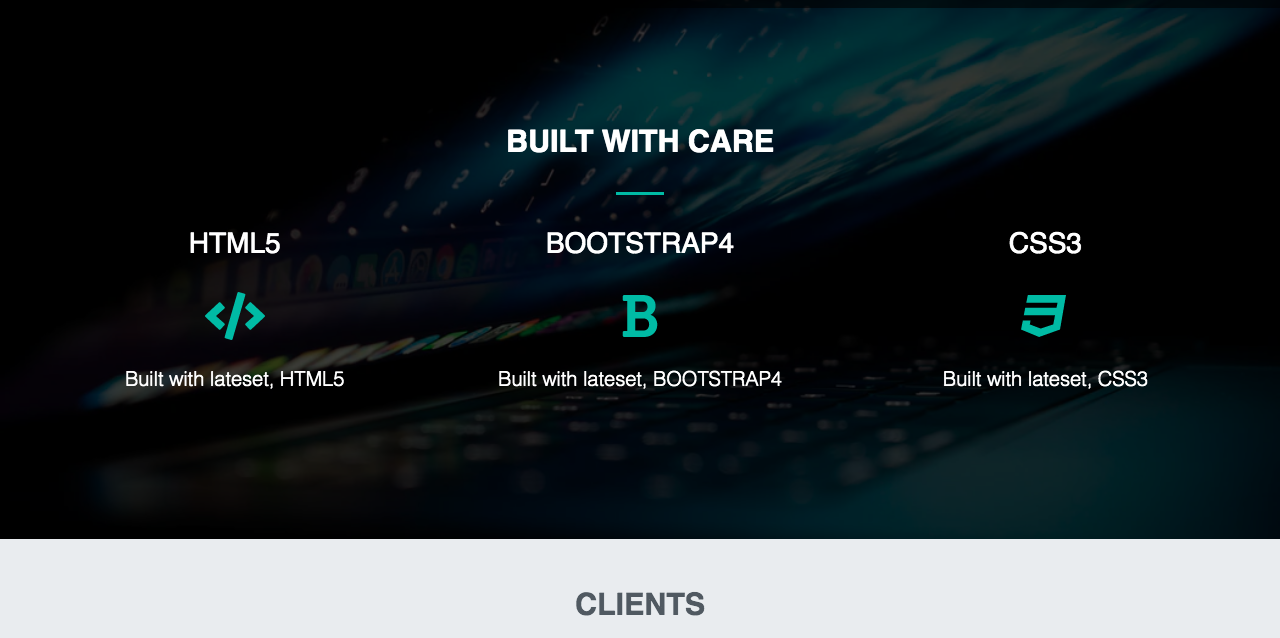 BUILT WITH CARE
HTML5
BOOTSTRAP4
CSS3
Built with lateset, HTML5
Built with lateset, BOOTSTRAP4
Built with lateset, CSS3
CLIENTS